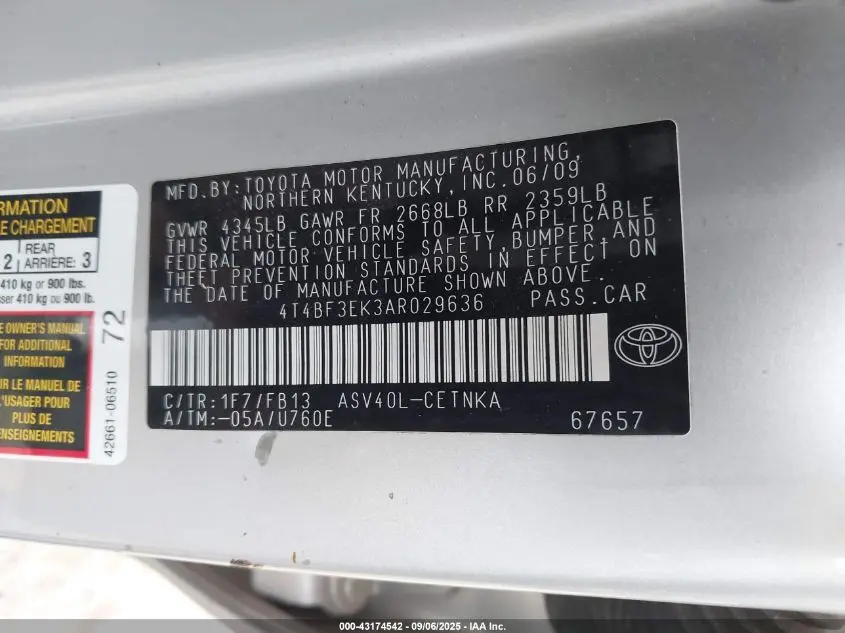 RMATION
E CHARGEMENT
2 REAR ARRIÈRE: 3
410 kg or 900 lbs.
sser 410 kg ou 900 lb.
E OWNER'S MANUAL
FOR ADDITIONAL
INFORMATION
UR LE MANUEL DE
L'USAGER POUR
PLUS DE
ENSEIGNEMENTS
42661-06510 72
MFD.BY:TOYOTA MOTOR MANUFACTURING,
NORTHERN KENTUCKY,INC.06/09
GVWR 4345LB GAWR FR 2668LB RR 2359LB
THIS VEHICLE CONFORMS TO ALL APPLICABLE
FEDERAL MOTOR VEHICLE SAFETY,BUMPER,AND
THEFT PREVENTION STANDARDS IN EFFECT ON
THE DATE OF MANUFACTURE SHOWN ABOVE.
4T4BF3EK3AR029636 PASS.CAR
C/TR:1F7/FB13 ASV40L-CETNKA
A/TM:-05A/U760E 67657
000-43174542 - 09/06/2025 - IAA Inc.